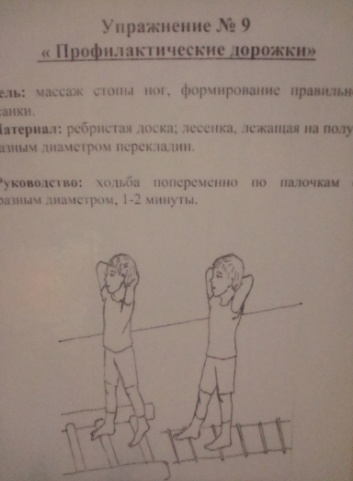 Упражнение № 9
« Профилактические дорожки»
ель: массаж стопы ног, формирование правильно
санки.
Материал: ребристая доска; лесенка, лежащая на полу
разным диаметром перекладин.
Руководство: ходьба попеременно по палочкам
разным диаметром, 1-2 минуты.